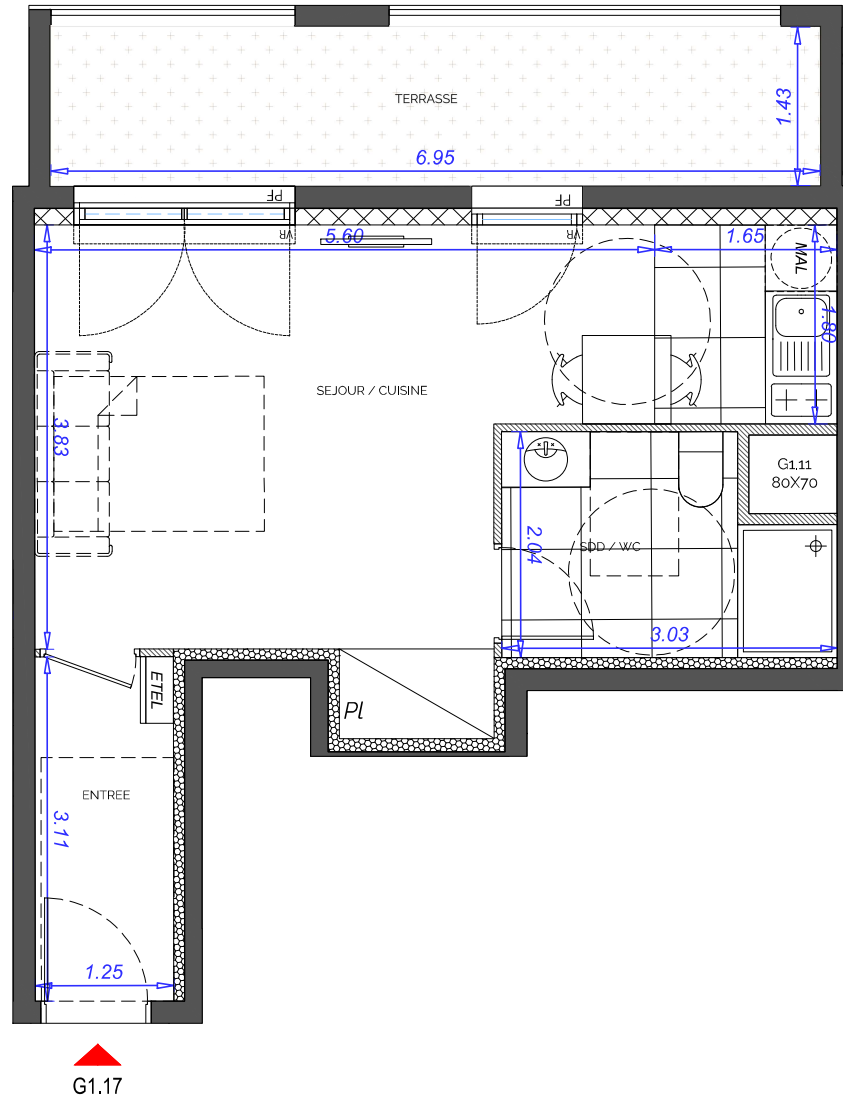 TERRASSE
1.43
6.95
PF
PF
VR
5.60
VR
1.65
MAL
1.80
SEJOUR / CUISINE
3.83
G1,11
80X70
2.04
SDD / WC
3.03
ETEL
Pl
ENTREE
3.11
1.25
G1.17